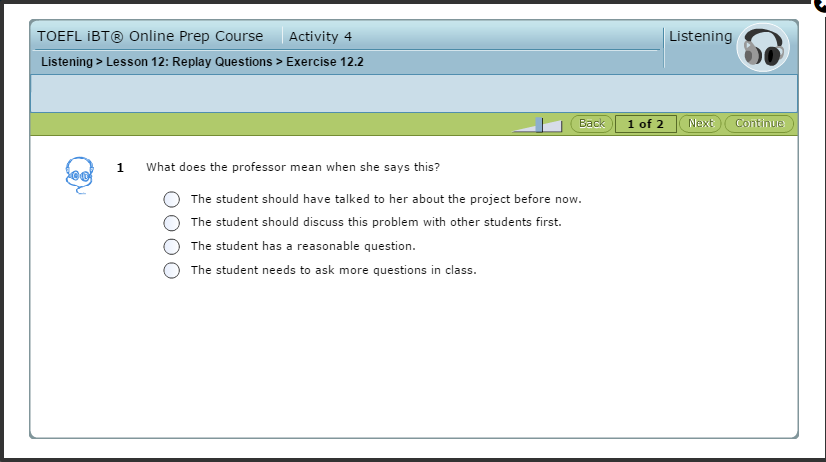 TOEFL iBT® Online Prep Course Activity 4 Listening
Listening > Lesson 12: Replay Questions > Exercise 12.2
Back 1 of 2 Next Continue
1 What does the professor mean when she says this?
The student should have talked to her about the project before now.
The student should discuss this problem with other students first.
The student has a reasonable question.
The student needs to ask more questions in class.